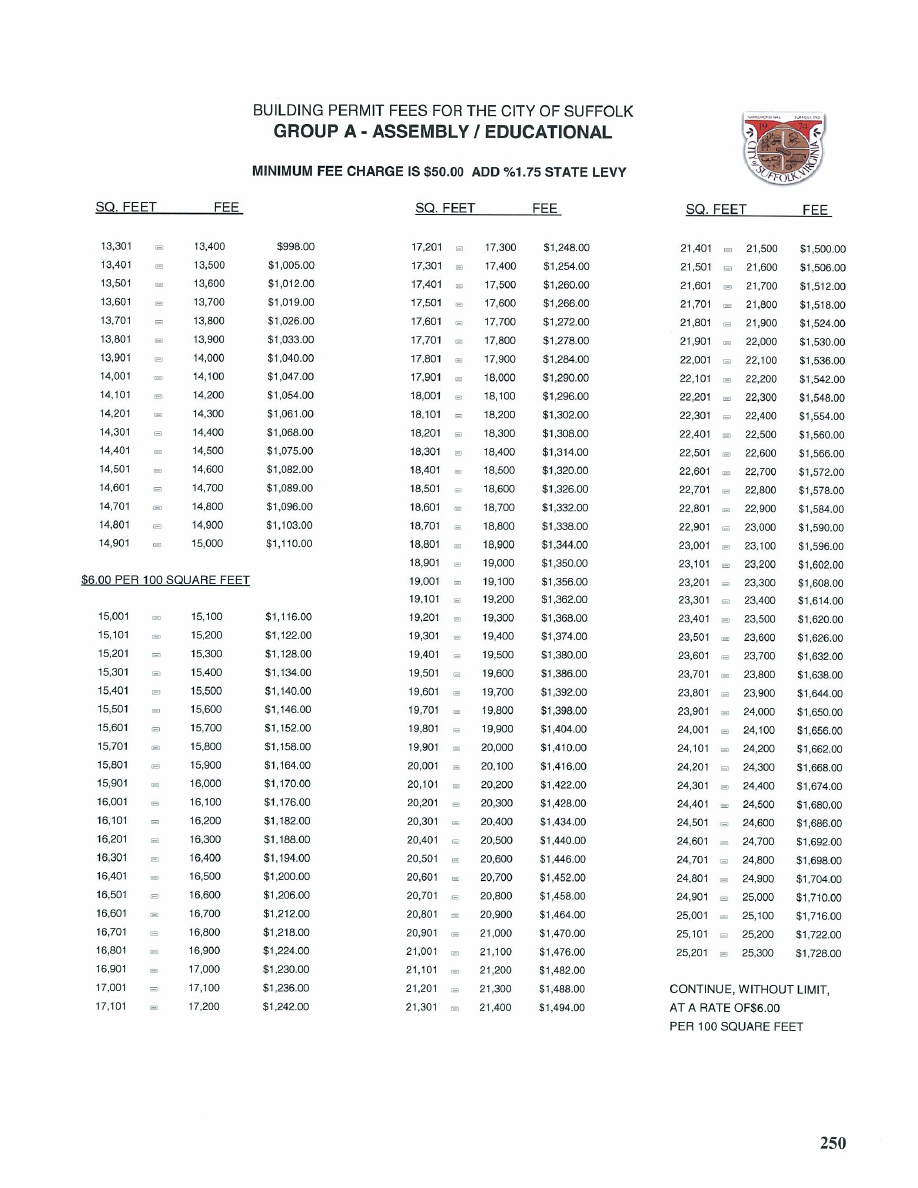 BUILDING PERMIT FEES FOR THE CITY OF SUFFOLK
GROUP A - ASSEMBLY / EDUCATIONAL
CITY of SUFFOLK, VIRGINIA
19 74
MINIMUM FEE CHARGE IS $50.00 ADD %1.75 STATE LEVY
SQ. FEET FEE
13,301 - 13,400 $998.00
13,401 - 13,500 $1,005.00
13,501 - 13,600 $1,012.00
13,601 - 13,700 $1,019.00
13,701 - 13,800 $1,026.00
13,801 - 13,900 $1,033.00
13,901 - 14,000 $1,040.00
14,001 - 14,100 $1,047.00
14,101 - 14,200 $1,054.00
14,201 - 14,300 $1,061.00
14,301 - 14,400 $1,068.00
14,401 - 14,500 $1,075.00
14,501 - 14,600 $1,082.00
14,601 - 14,700 $1,089.00
14,701 - 14,800 $1,096.00
14,801 - 14,900 $1,103.00
14,901 - 15,000 $1,110.00
$6.00 PER 100 SQUARE FEET
15,001 - 15,100 $1,116.00
15,101 - 15,200 $1,122.00
15,201 - 15,300 $1,128.00
15,301 - 15,400 $1,134.00
15,401 - 15,500 $1,140.00
15,501 - 15,600 $1,146.00
15,601 - 15,700 $1,152.00
15,701 - 15,800 $1,158.00
15,801 - 15,900 $1,164.00
15,901 - 16,000 $1,170.00
16,001 - 16,100 $1,176.00
16,101 - 16,200 $1,182.00
16,201 - 16,300 $1,188.00
16,301 - 16,400 $1,194.00
16,401 - 16,500 $1,200.00
16,501 - 16,600 $1,206.00
16,601 - 16,700 $1,212.00
16,701 - 16,800 $1,218.00
16,801 - 16,900 $1,224.00
16,901 - 17,000 $1,230.00
17,001 - 17,100 $1,236.00
17,101 - 17,200 $1,242.00
SQ. FEET FEE
17,201 - 17,300 $1,248.00
17,301 - 17,400 $1,254.00
17,401 - 17,500 $1,260.00
17,501 - 17,600 $1,266.00
17,601 - 17,700 $1,272.00
17,701 - 17,800 $1,278.00
17,801 - 17,900 $1,284.00
17,901 - 18,000 $1,290.00
18,001 - 18,100 $1,296.00
18,101 - 18,200 $1,302.00
18,201 - 18,300 $1,308.00
18,301 - 18,400 $1,314.00
18,401 - 18,500 $1,320.00
18,501 - 18,600 $1,326.00
18,601 - 18,700 $1,332.00
18,701 - 18,800 $1,338.00
18,801 - 18,900 $1,344.00
18,901 - 19,000 $1,350.00
19,001 - 19,100 $1,356.00
19,101 - 19,200 $1,362.00
19,201 - 19,300 $1,368.00
19,301 - 19,400 $1,374.00
19,401 - 19,500 $1,380.00
19,501 - 19,600 $1,386.00
19,601 - 19,700 $1,392.00
19,701 - 19,800 $1,398.00
19,801 - 19,900 $1,404.00
19,901 - 20,000 $1,410.00
20,001 - 20,100 $1,416.00
20,101 - 20,200 $1,422.00
20,201 - 20,300 $1,428.00
20,301 - 20,400 $1,434.00
20,401 - 20,500 $1,440.00
20,501 - 20,600 $1,446.00
20,601 - 20,700 $1,452.00
20,701 - 20,800 $1,458.00
20,801 - 20,900 $1,464.00
20,901 - 21,000 $1,470.00
21,001 - 21,100 $1,476.00
21,101 - 21,200 $1,482.00
21,201 - 21,300 $1,488.00
21,301 - 21,400 $1,494.00
SQ. FEET FEE
21,401 - 21,500 $1,500.00
21,501 - 21,600 $1,506.00
21,601 - 21,700 $1,512.00
21,701 - 21,800 $1,518.00
21,801 - 21,900 $1,524.00
21,901 - 22,000 $1,530.00
22,001 - 22,100 $1,536.00
22,101 - 22,200 $1,542.00
22,201 - 22,300 $1,548.00
22,301 - 22,400 $1,554.00
22,401 - 22,500 $1,560.00
22,501 - 22,600 $1,566.00
22,601 - 22,700 $1,572.00
22,701 - 22,800 $1,578.00
22,801 - 22,900 $1,584.00
22,901 - 23,000 $1,590.00
23,001 - 23,100 $1,596.00
23,101 - 23,200 $1,602.00
23,201 - 23,300 $1,608.00
23,301 - 23,400 $1,614.00
23,401 - 23,500 $1,620.00
23,501 - 23,600 $1,626.00
23,601 - 23,700 $1,632.00
23,701 - 23,800 $1,638.00
23,801 - 23,900 $1,644.00
23,901 - 24,000 $1,650.00
24,001 - 24,100 $1,656.00
24,101 - 24,200 $1,662.00
24,201 - 24,300 $1,668.00
24,301 - 24,400 $1,674.00
24,401 - 24,500 $1,680.00
24,501 - 24,600 $1,686.00
24,601 - 24,700 $1,692.00
24,701 - 24,800 $1,698.00
24,801 - 24,900 $1,704.00
24,901 - 25,000 $1,710.00
25,001 - 25,100 $1,716.00
25,101 - 25,200 $1,722.00
25,201 - 25,300 $1,728.00
CONTINUE, WITHOUT LIMIT,
AT A RATE OF$6.00
PER 100 SQUARE FEET
250